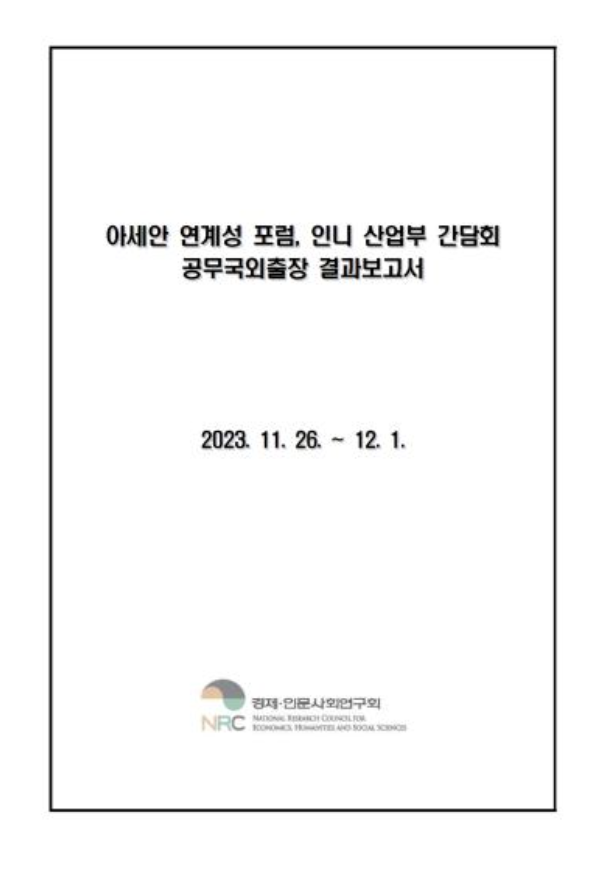 아세안 연계성 포럼, 인니 산업부 간담회
공무국외출장 결과보고서
2023. 11. 26. ~ 12. 1.
경제·인문사회연구회
NRC
NATIONAL RESEARCH COUNCIL FOR
ECONOMICS, HUMANITIES AND SOCIAL SCIENCES